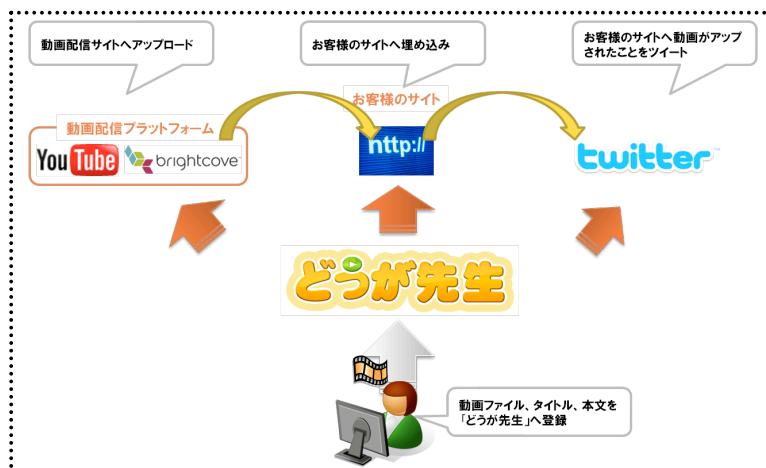 動画配信サイトへアップロード
お客様のサイトへ埋め込み
お客様のサイトへ動画がアップ
されたことをツイート
お客様のサイト
動画配信プラットフォーム
YouTube
brightcove
http://
twitter
どうが先生
動画ファイル、タイトル、本文を
「どうが先生」へ登録